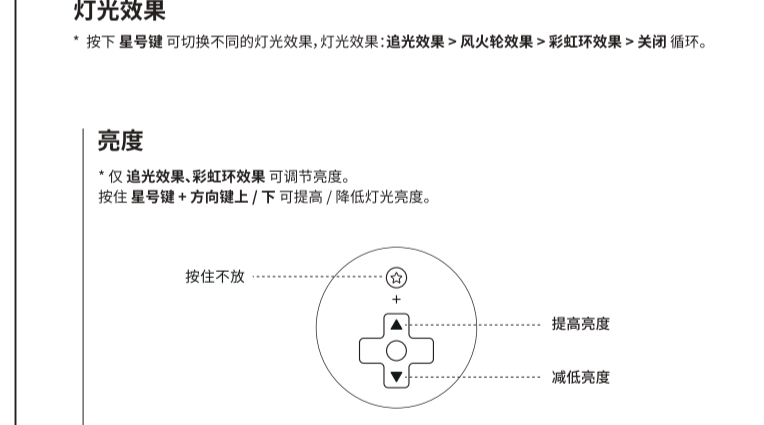 灯光效果
* 按下 星号键 可切换不同的灯光效果，灯光效果：追光效果 > 风火轮效果 > 彩虹环效果 > 关闭 循环。
亮度
* 仅 追光效果、彩虹环效果 可调节亮度。
按住 星号键 + 方向键上 / 下 可提高 / 降低灯光亮度。
按住不放
+
提高亮度
减低亮度